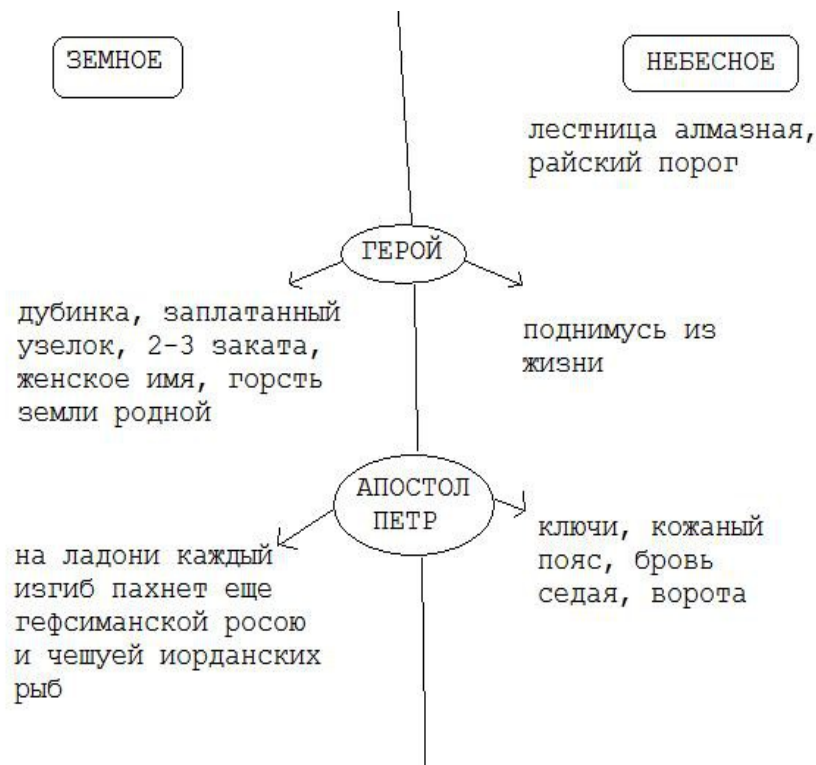 ЗЕМНОЕ
НЕБЕСНОЕ
лестница алмазная,
райский порог
ГЕРОЙ
дубинка, заплатанный
узелок, 2-3 заката,
женское имя, горсть
земли родной
поднимусь из
жизни
АПОСТОЛ
ПЕТР
на ладони каждый
изгиб пахнет еще
гефсиманской росою
и чешуей иорданских
рыб
ключи, кожаный
пояс, бровь
седая, ворота